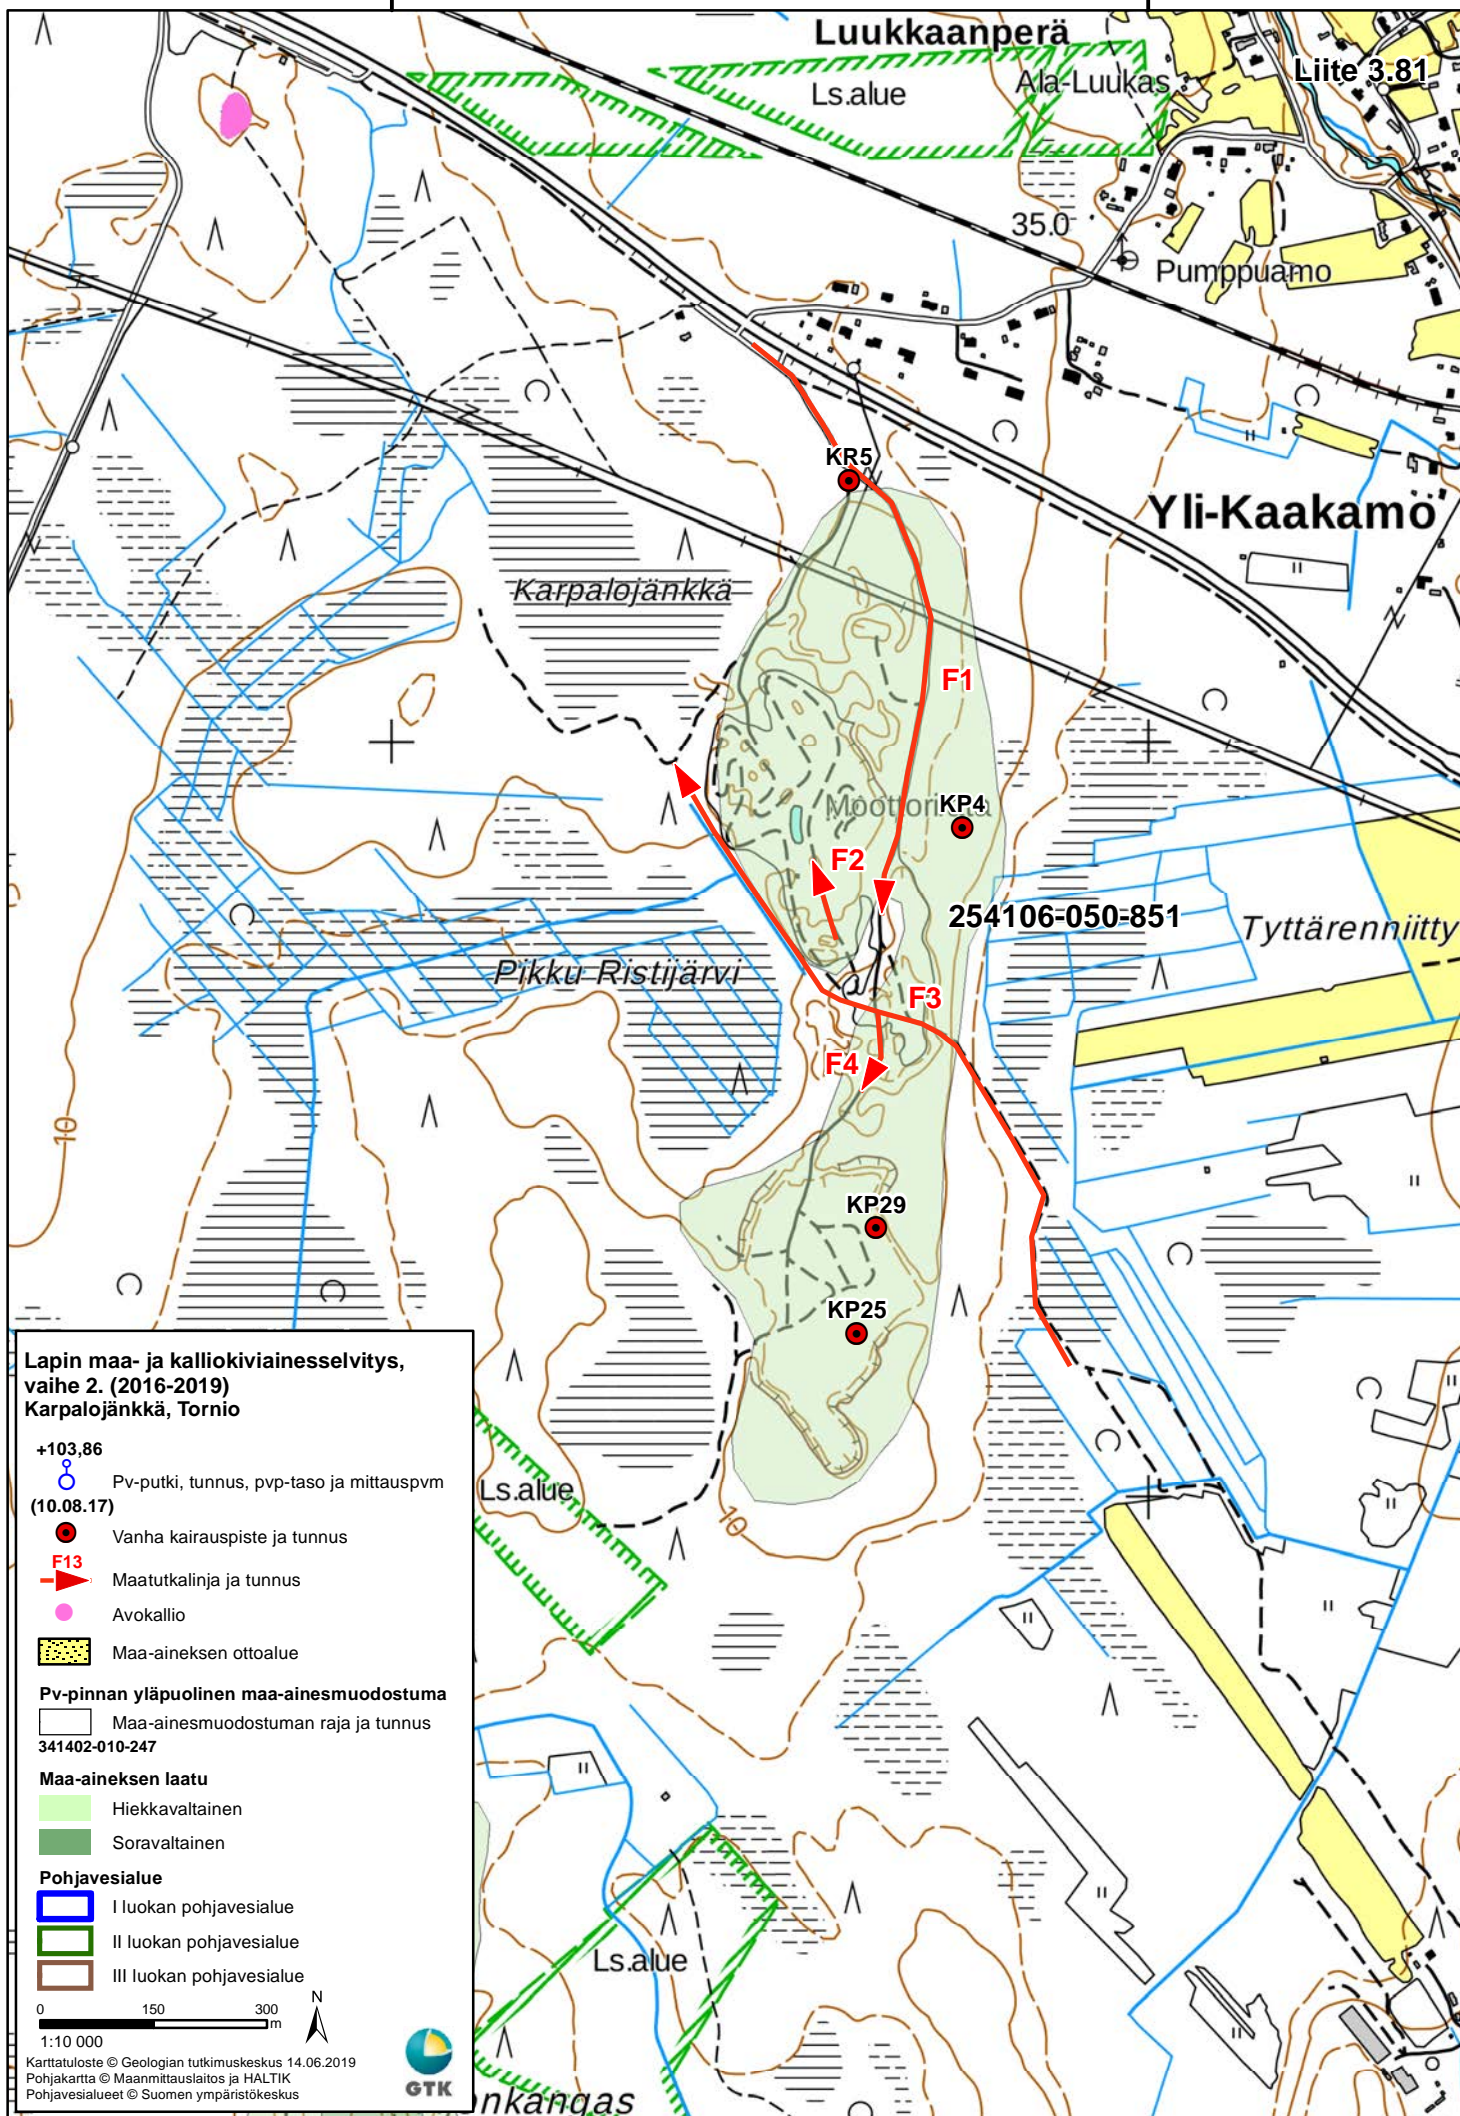 Luukkaanperä
Ls.alue
Ala-Luukas
Liite 3.81
35.0
Pumppuamo
KR5
Yli-Kaakamo
Karpalojänkkä
F1
Moottorirata
KP4
F2
254106-050-851
Tyttärenniitty
Pikku Ristijärvi
F3
F4
10
KP29
KP25
Ls.alue
10
Lapin maa- ja kalliokiviainesselvitys,
vaihe 2. (2016-2019)
Karpalojänkkä, Tornio
+103,86
Pv-putki, tunnus, pvp-taso ja mittauspvm
(10.08.17)
Vanha kairauspiste ja tunnus
F13
Maatutkalinja ja tunnus
Avokallio
Maa-aineksen ottoalue
Pv-pinnan yläpuolinen maa-ainesmuodostuma
Maa-ainesmuodostuman raja ja tunnus
341402-010-247
Maa-aineksen laatu
Hiekkavaltainen
Soravaltainen
Pohjavesialue
I luokan pohjavesialue
II luokan pohjavesialue
III luokan pohjavesialue
0 150 300
m
N
1:10 000
Karttatuloste © Geologian tutkimuskeskus 14.06.2019
Pohjakartta © Maanmittauslaitos ja HALTIK
Pohjavesialueet © Suomen ympäristökeskus
GTK
Ls.alue
onkangas